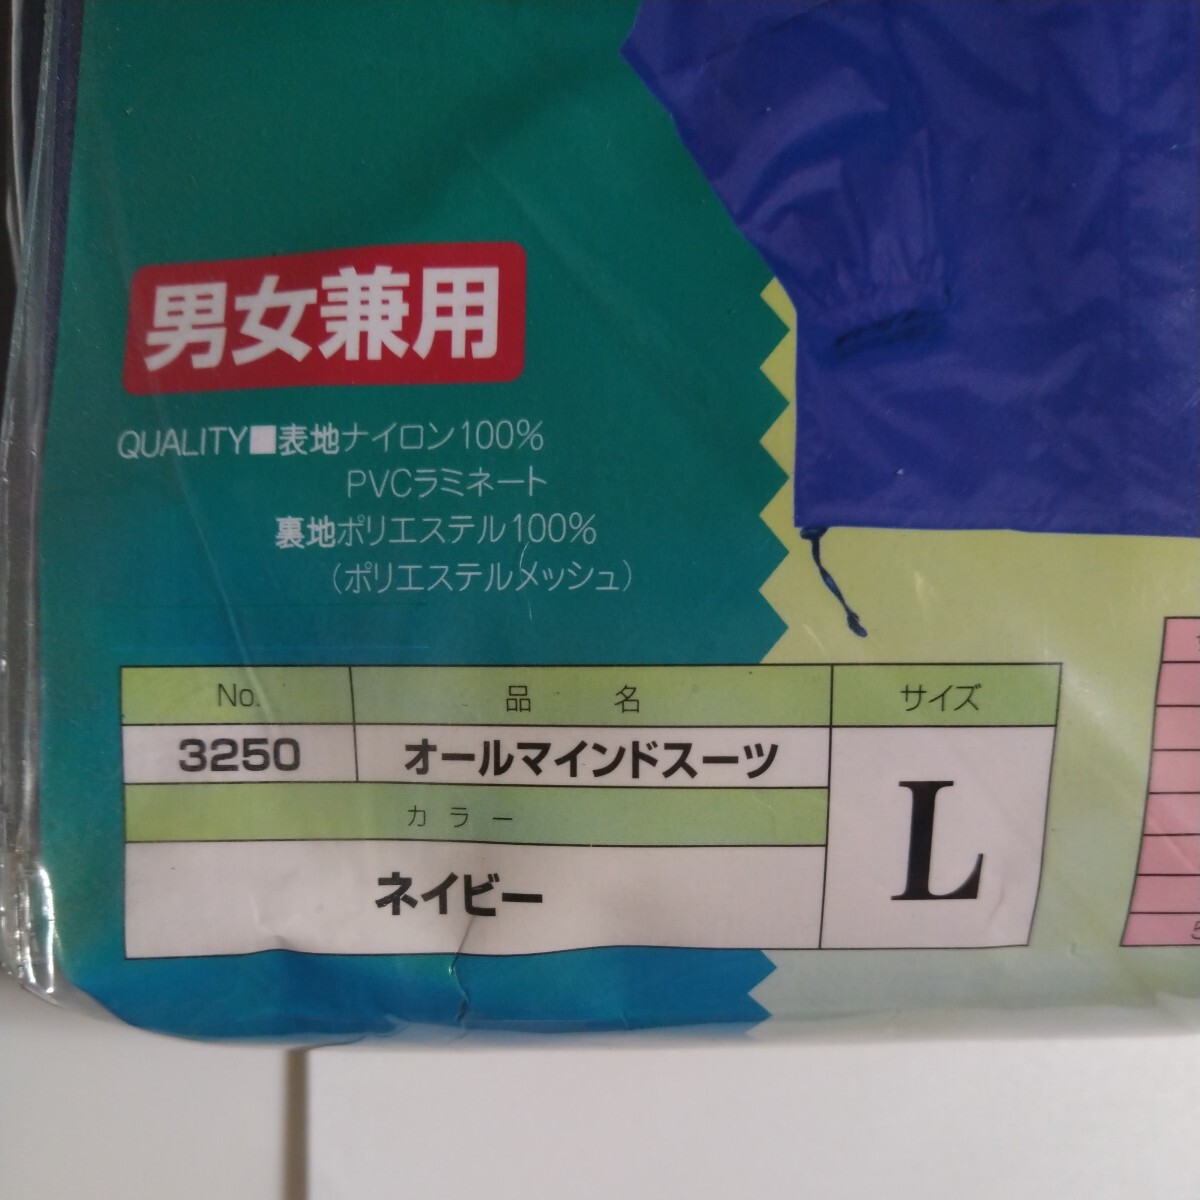 男女兼用
QUALITY■表地ナイロン100%
PVCラミネート
裏地ポリエステル100%
（ポリエステルメッシュ）
No. 品名 サイズ
3250 オールマインドスーツ L
カラー
ネイビー